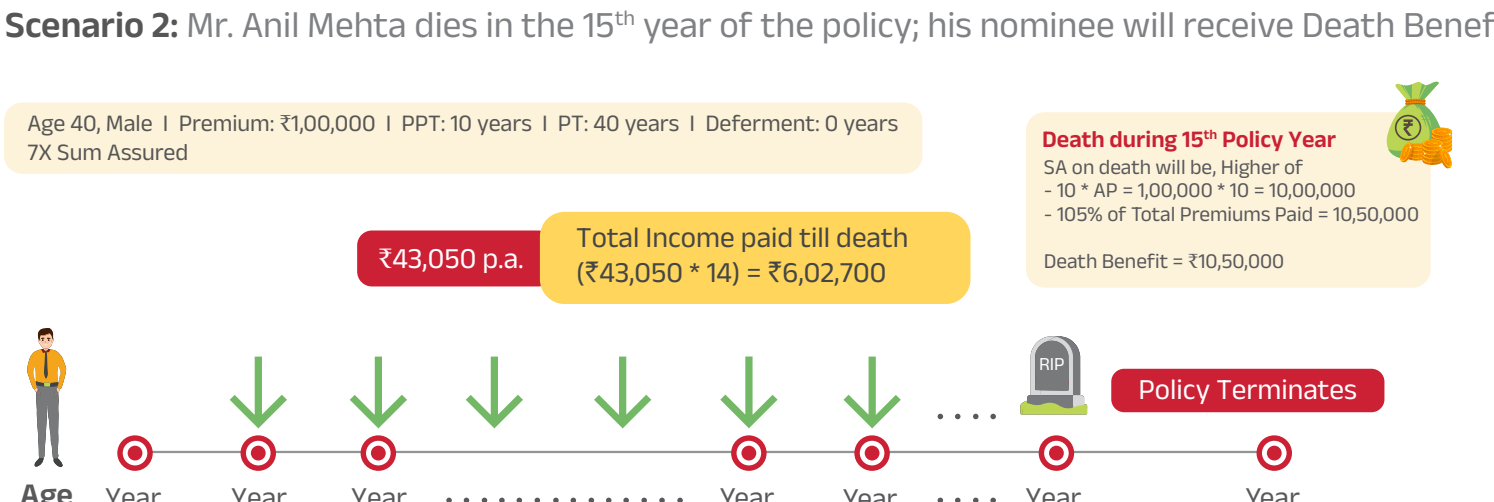 Scenario 2: Mr. Anil Mehta dies in the 15th year of the policy; his nominee will receive Death Benef
Age 40, Male I Premium: ₹1,00,000 I PPT: 10 years I PT: 40 years I Deferment: 0 years
7X Sum Assured
Death during 15th Policy Year
SA on death will be, Higher of
- 10 * AP = 1,00,000 * 10 = 10,00,000
- 105% of Total Premiums Paid = 10,50,000
Death Benefit = ₹10,50,000
₹43,050 p.a.
Total Income paid till death
(₹43,050 * 14) = ₹6,02,700
RIP
Policy Terminates
Age Year Year Year . . . . . . . . . . . . . . . Year Year . . . . Year Year